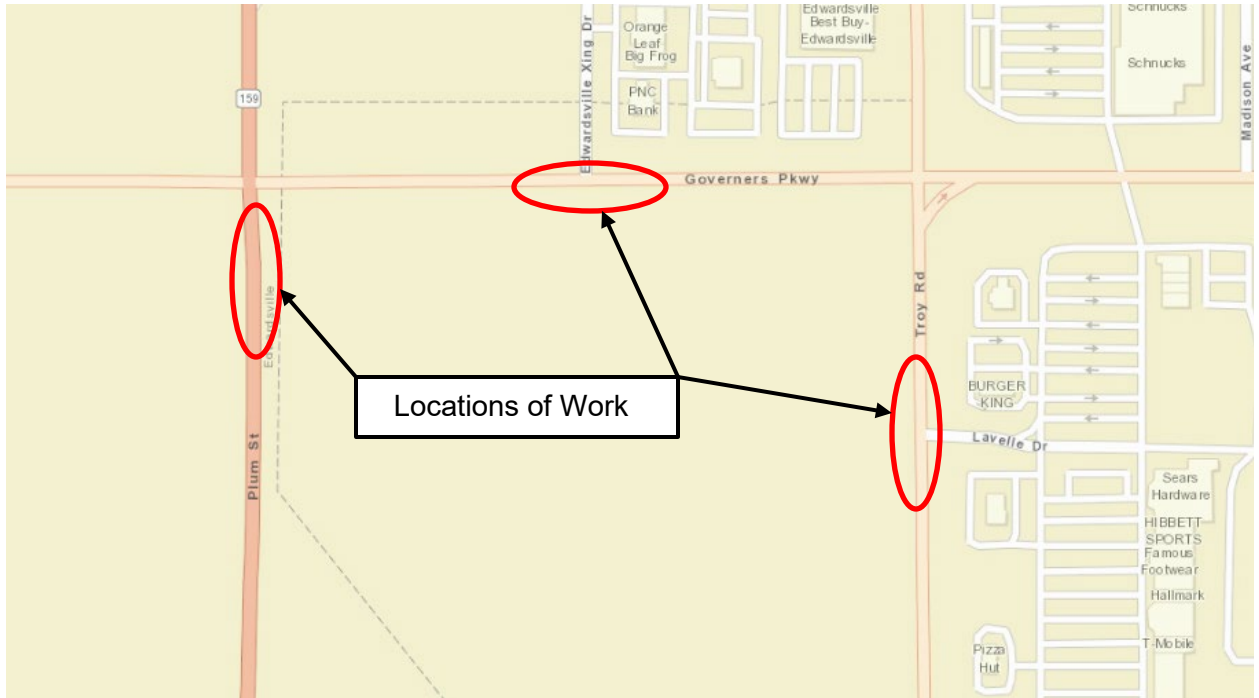 Edwardsville
Best Buy-
Edwardsville
Schnucks
Orange
Leaf
Big Frog
Edwardsville Xing Dr
Schnucks
PNC
Bank
159
Madison Ave
Governers Pkwy
Edwardsville
Troy Rd
BURGER
KING
Locations of Work
Lavelle Dr
Plum St
Sears
Hardware
HIBBETT
SPORTS
Famous
Footwear
Hallmark
T-Mobile
Pizza
Hut